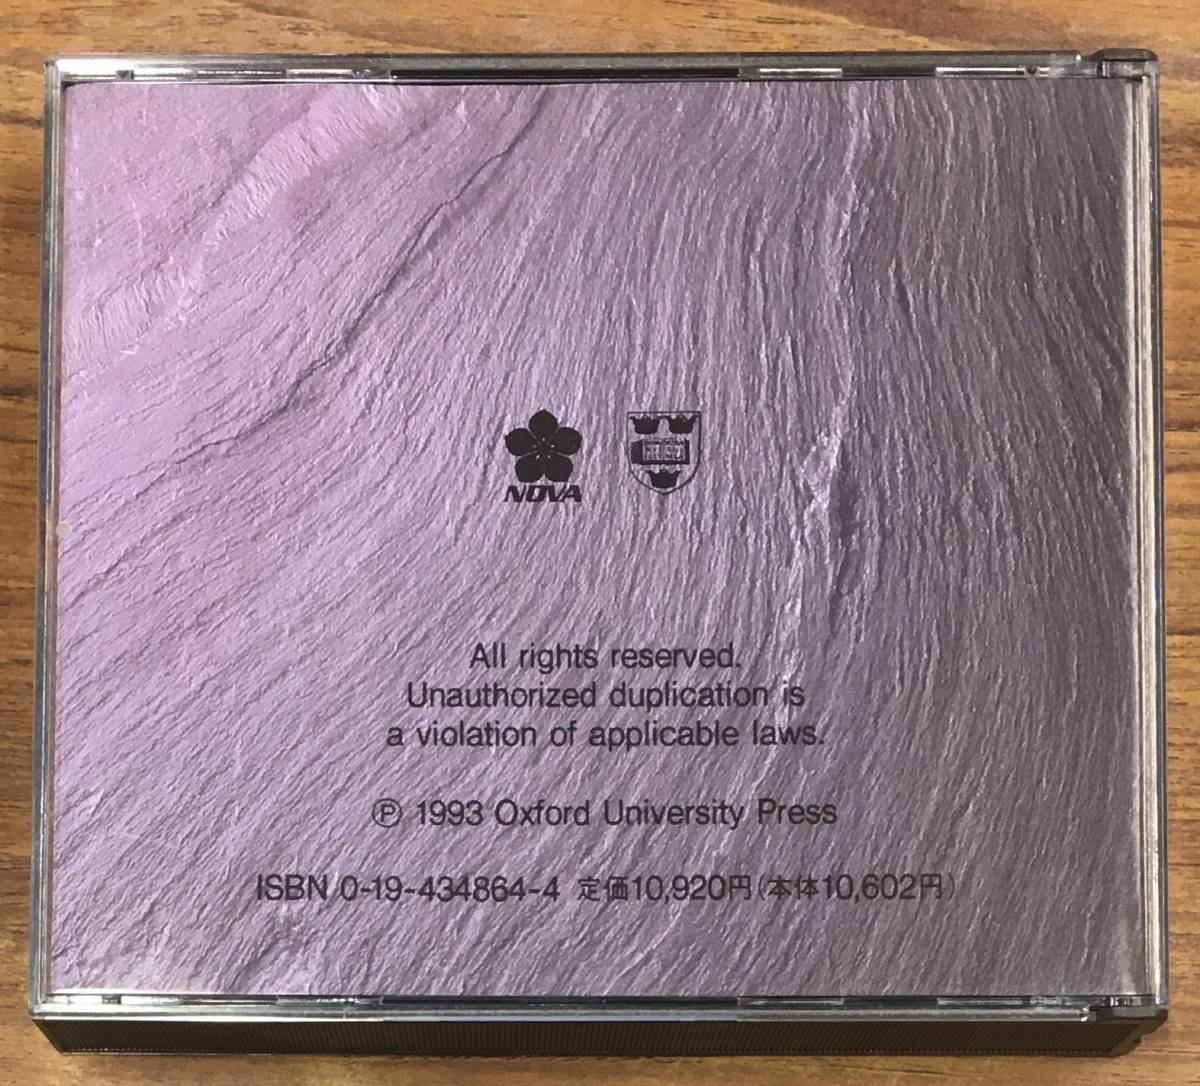 NOVA
All rights reserved.
Unauthorized duplication is
a violation of applicable laws.
℗ 1993 Oxford University Press
ISBN 0-19-434864-4 定価10,920円(本体10,602円)